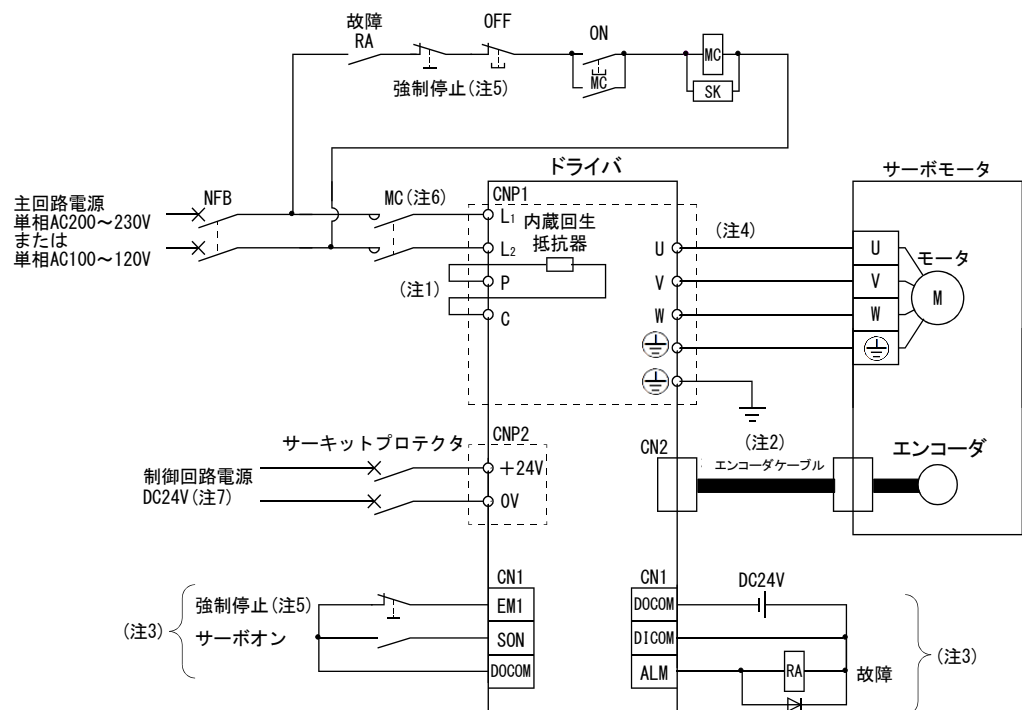 故障
RA
OFF
ON
強制停止(注5)
MC
MC
SK
ドライバ
サーボモータ
主回路電源
単相AC200～230V
または
単相AC100～120V
NFB
MC(注6)
CNP1
L1
L2
P
C
内蔵回生
抵抗器
(注1)
U
V
W
(注4)
U
V
W
モータ
M
サーキットプロテクタ
制御回路電源
DC24V(注7)
CNP2
+24V
0V
CN2
(注2)
エンコーダケーブル
エンコーダ
(注3)
強制停止(注5)
サーボオン
CN1
EM1
SON
DOCOM
CN1
DOCOM
DICOM
ALM
DC24V
RA
故障
(注3)